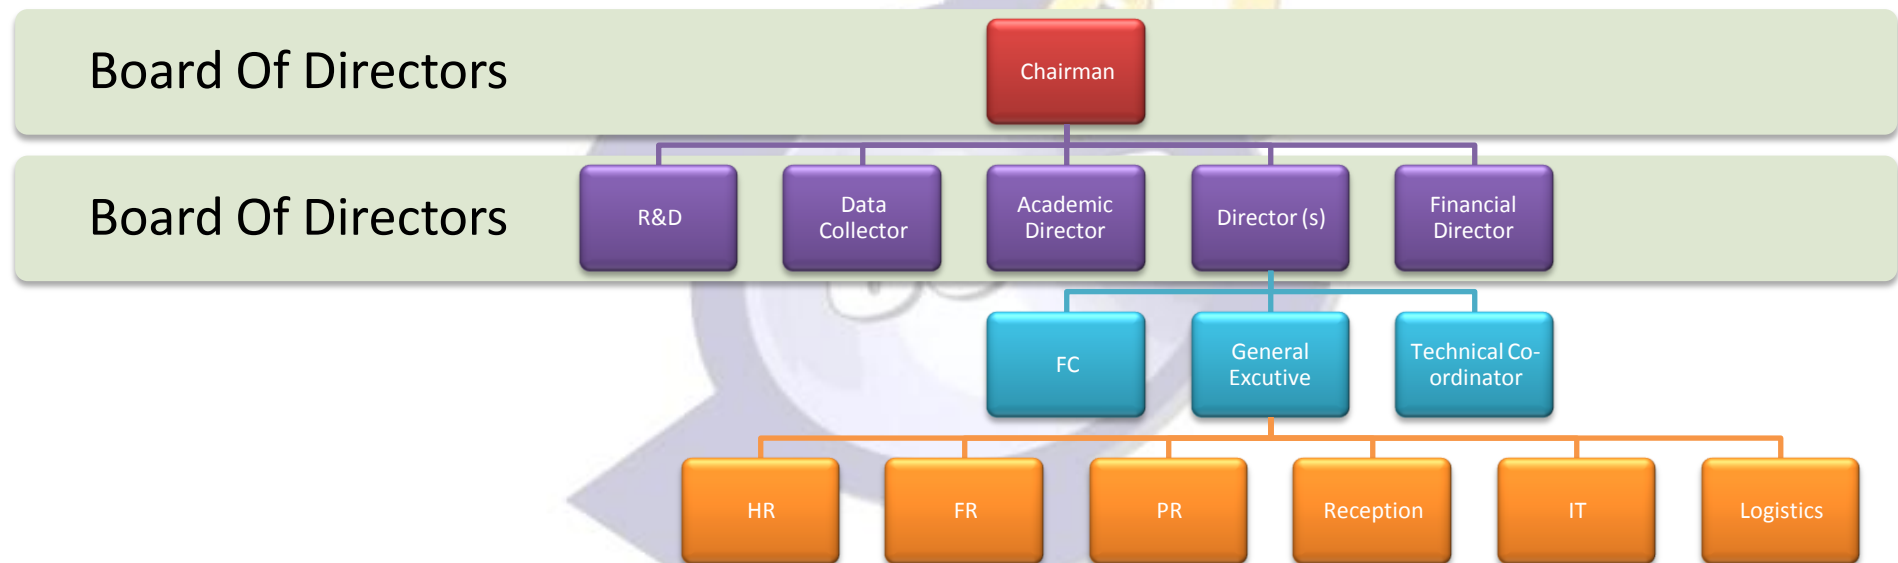 Board Of Directors
Chairman
Board Of Directors
R&D
Data
Collector
Academic
Director
Director (s)
Financial
Director
FC
General
Excutive
Technical Co-
ordinator
HR
FR
PR
Reception
IT
Logistics